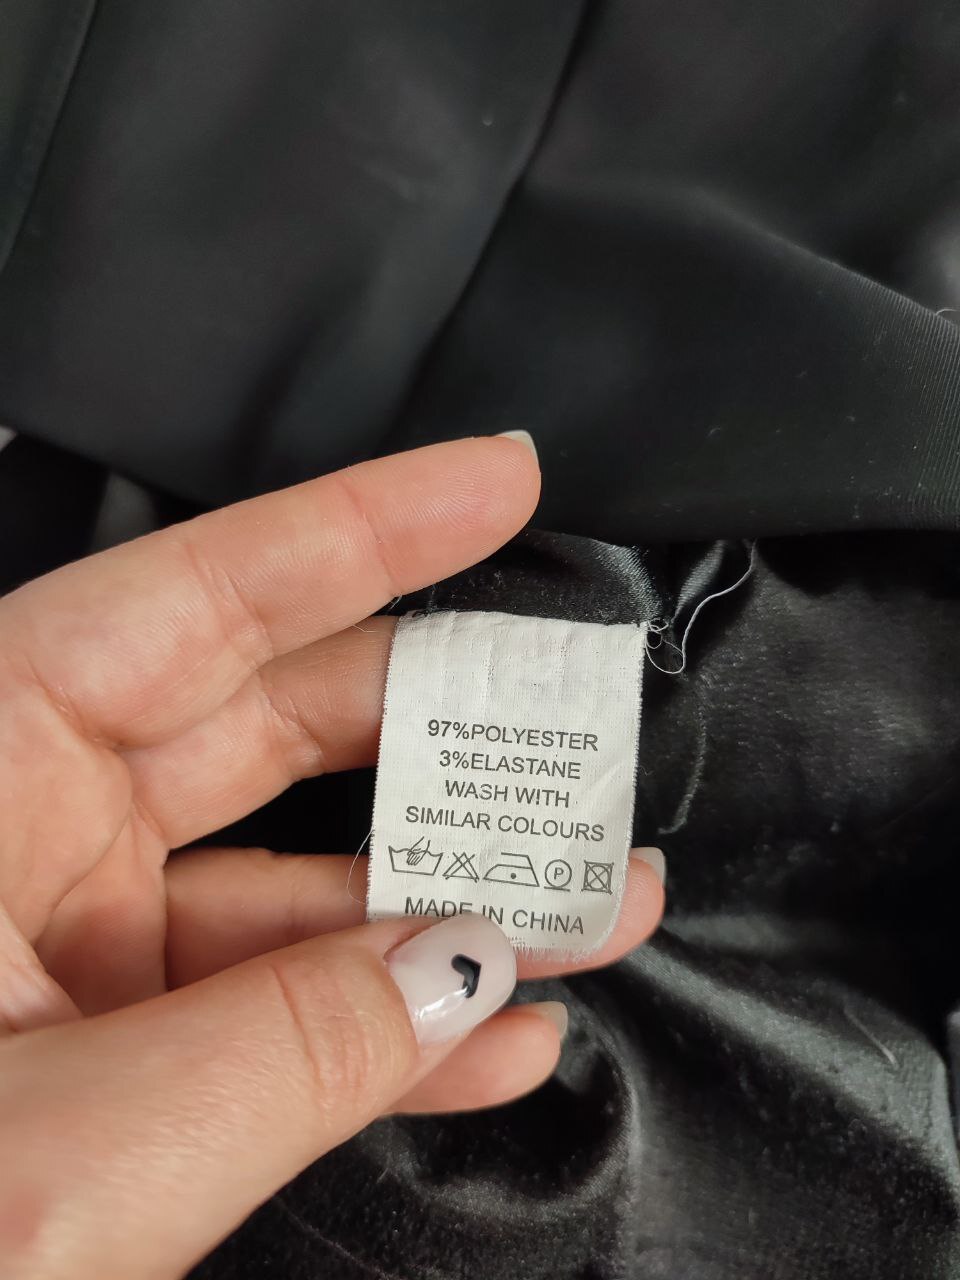 97%POLYESTER
3%ELASTANE
WASH WITH
SIMILAR COLOURS
P
MADE IN CHINA